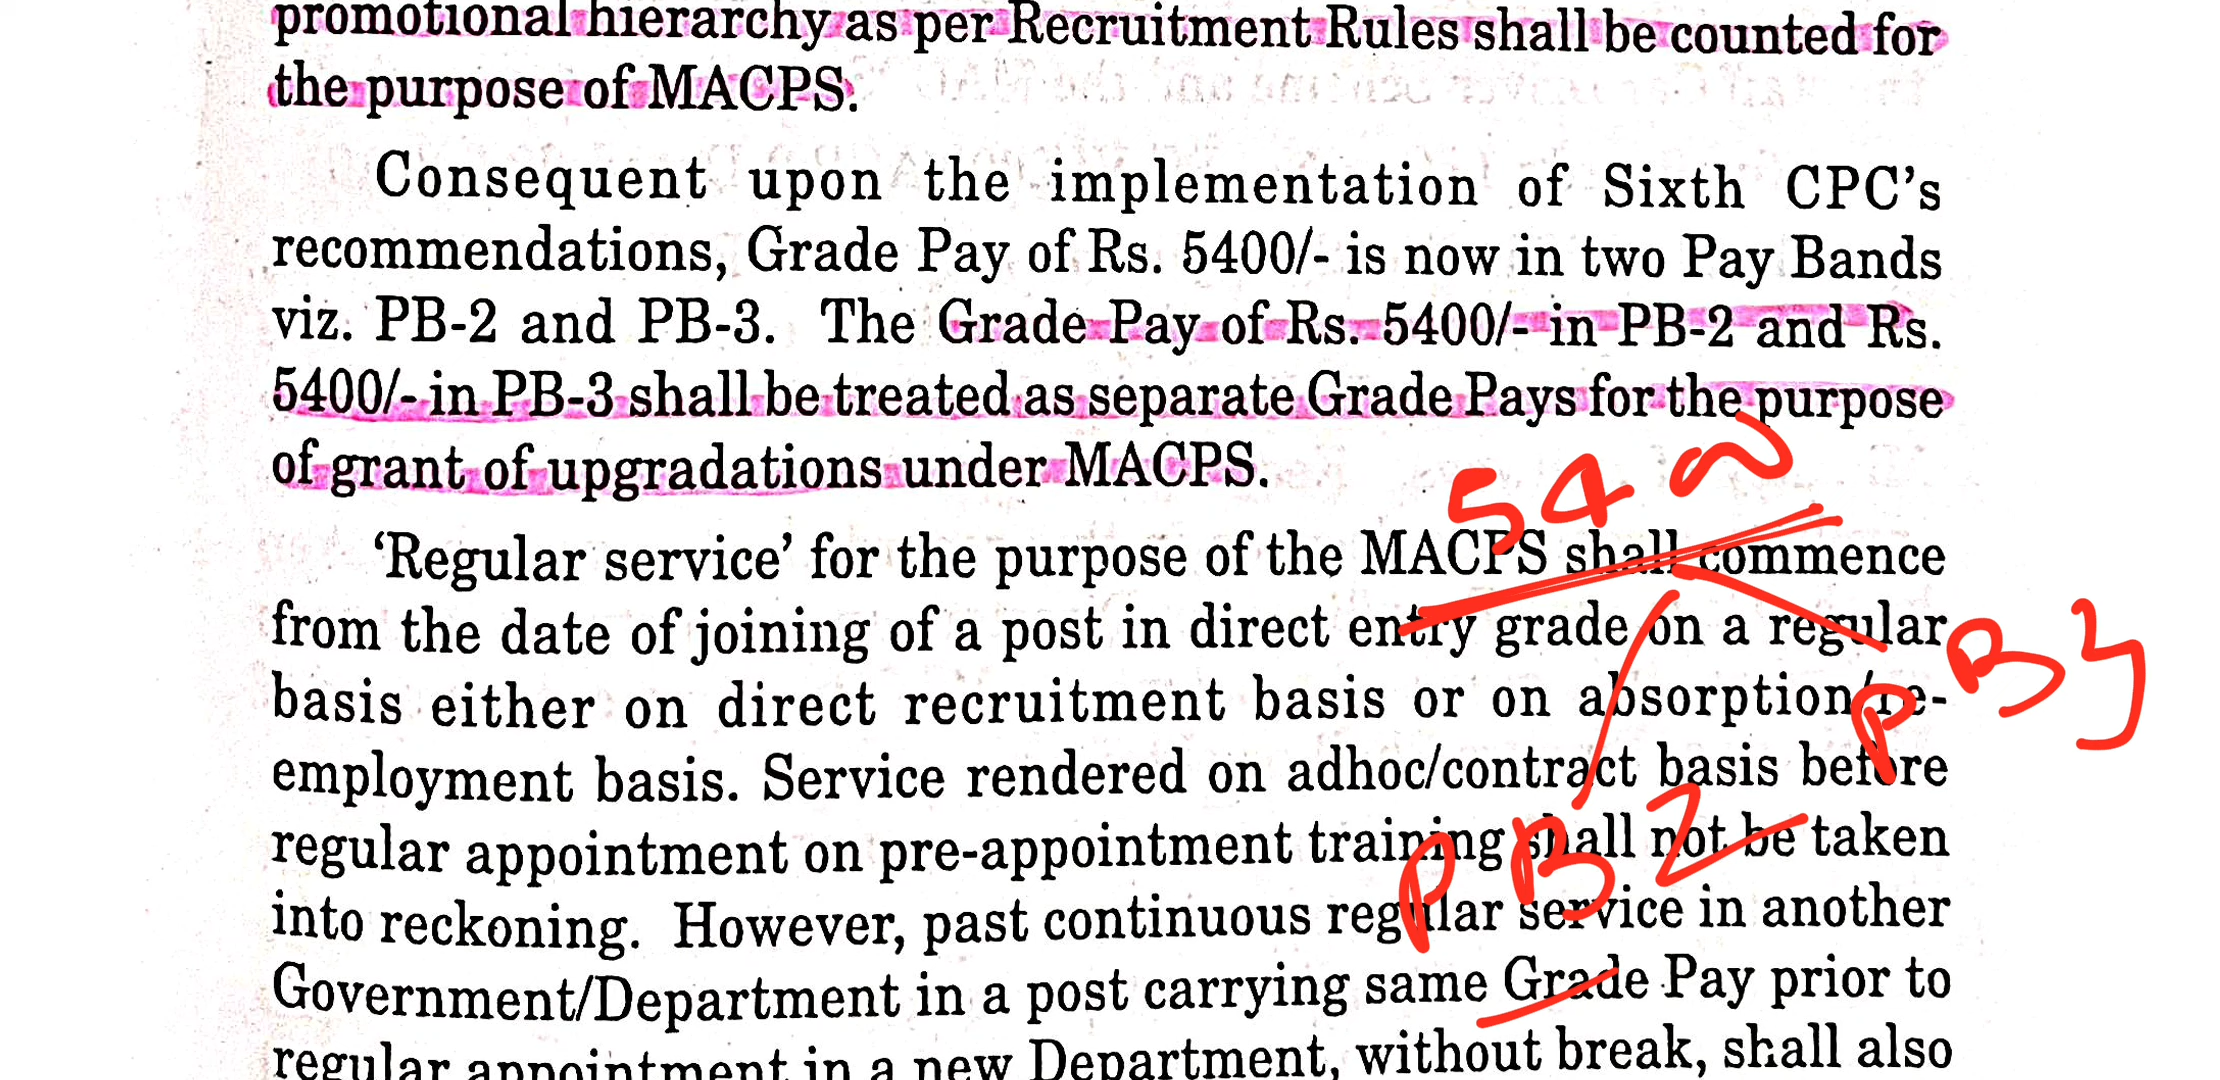 promotional hierarchy as per Recruitment Rules shall be counted for
the purpose of MACPS.
Consequent upon the implementation of Sixth CPC's
recommendations, Grade Pay of Rs. 5400/- is now in two Pay Bands
viz. PB-2 and PB-3. The Grade Pay of Rs. 5400/- in PB-2 and Rs.
5400/- in PB-3 shall be treated as separate Grade Pays for the purpose
of grant of upgradations under MACPS.
5400
'Regular service' for the purpose of the MACPS shall commence
from the date of joining of a post in direct entry grade on a regular
PB3
basis either on direct recruitment basis or on absorption/re-
employment basis. Service rendered on adhoc/contract basis before
PB2
regular appointment on pre-appointment training shall not be taken
into reckoning. However, past continuous regular service in another
Government/Department in a post carrying same Grade Pay prior to
regular appointment in a new Department, without break, shall also